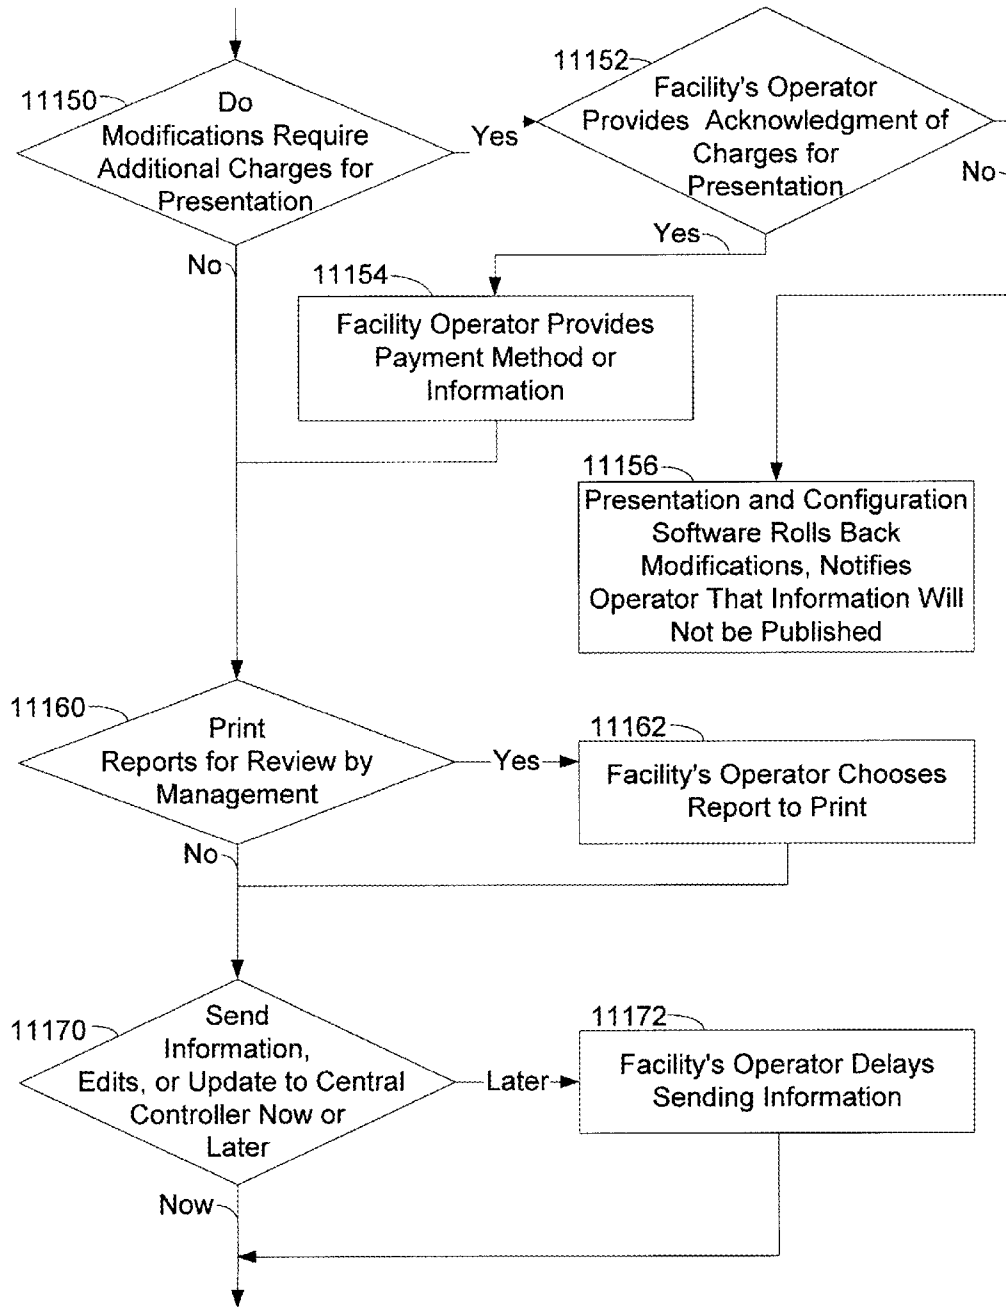 11150
Do
Modifications Require
Additional Charges for
Presentation
Yes
11152
Facility's Operator
Provides Acknowledgment of
Charges for
Presentation
No
Yes
No
11154
Facility Operator Provides
Payment Method or
Information
11156
Presentation and Configuration
Software Rolls Back
Modifications, Notifies
Operator That Information Will
Not be Published
11160
Print
Reports for Review by
Management
Yes
11162
Facility's Operator Chooses
Report to Print
No
11170
Send
Information,
Edits, or Update to Central
Controller Now or
Later
Later
11172
Facility's Operator Delays
Sending Information
Now